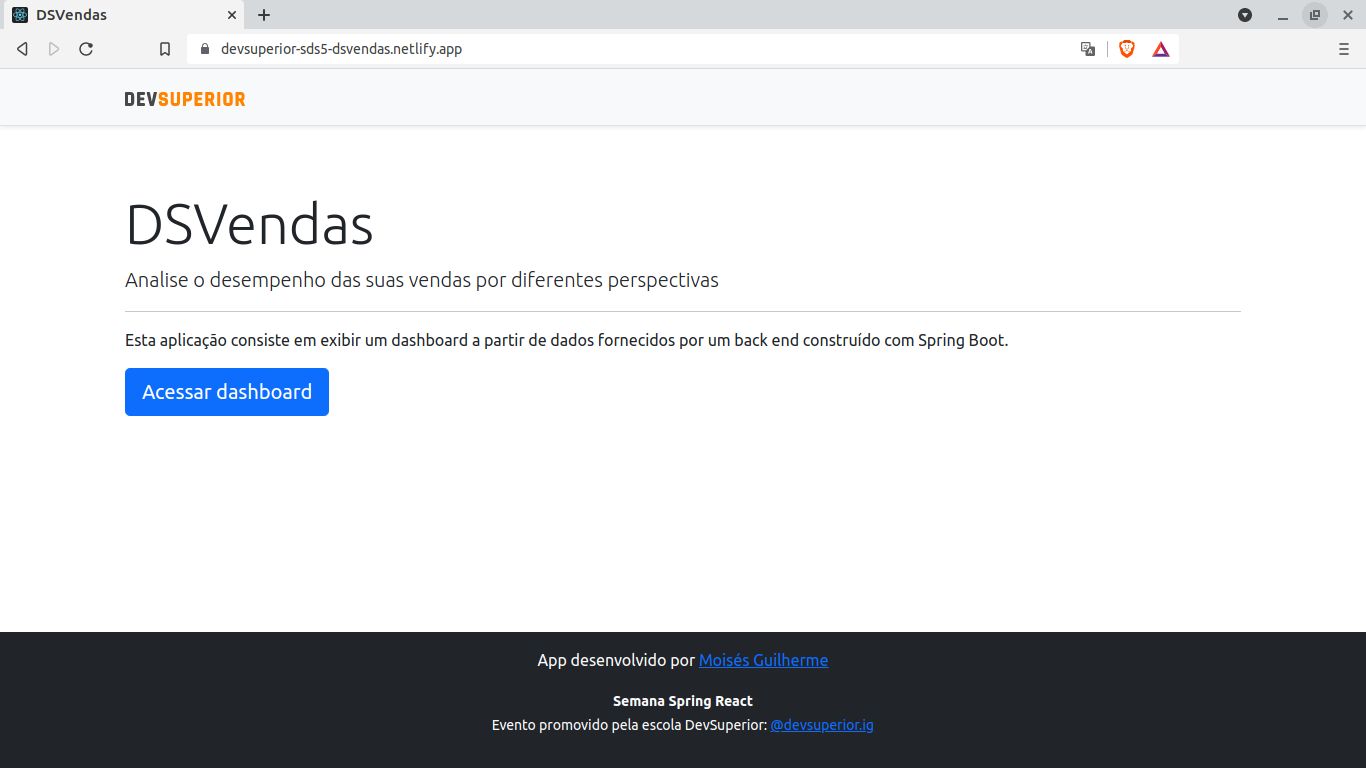 DSVendas
devsuperior-sds5-dsvendas.netlify.app
DEVSUPERIOR
DSVendas
Analise o desempenho das suas vendas por diferentes perspectivas
Esta aplicação consiste em exibir um dashboard a partir de dados fornecidos por um back end construído com Spring Boot.
Acessar dashboard
App desenvolvido por Moisés Guilherme
Semana Spring React
Evento promovido pela escola DevSuperior: @devsuperior.ig